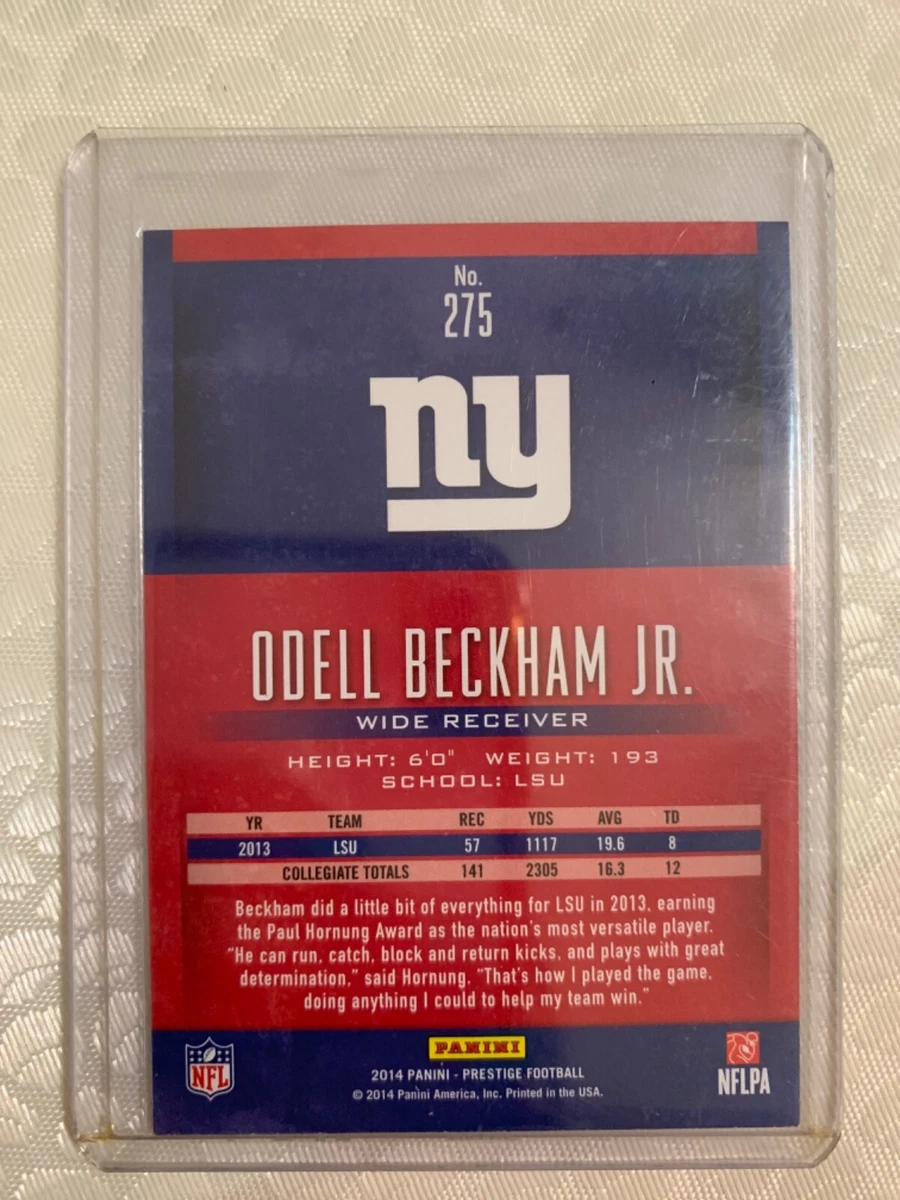 No.
275
ny
ODELL BECKHAM JR.
WIDE RECEIVER
HEIGHT: 6'0" WEIGHT: 193
SCHOOL: LSU
YR TEAM REC YDS AVG TD
2013 LSU 57 1117 19.6 8
COLLEGIATE TOTALS 141 2305 16.3 12
Beckham did a little bit of everything for LSU in 2013, earning
the Paul Hornung Award as the nation's most versatile player.
"He can run, catch, block and return kicks, and plays with great
determination," said Hornung. "That's how I played the game,
doing anything I could to help my team win."
NFL
PANINI
2014 PANINI - PRESTIGE FOOTBALL
© 2014 Panini America, Inc. Printed in the USA.
NFLPA